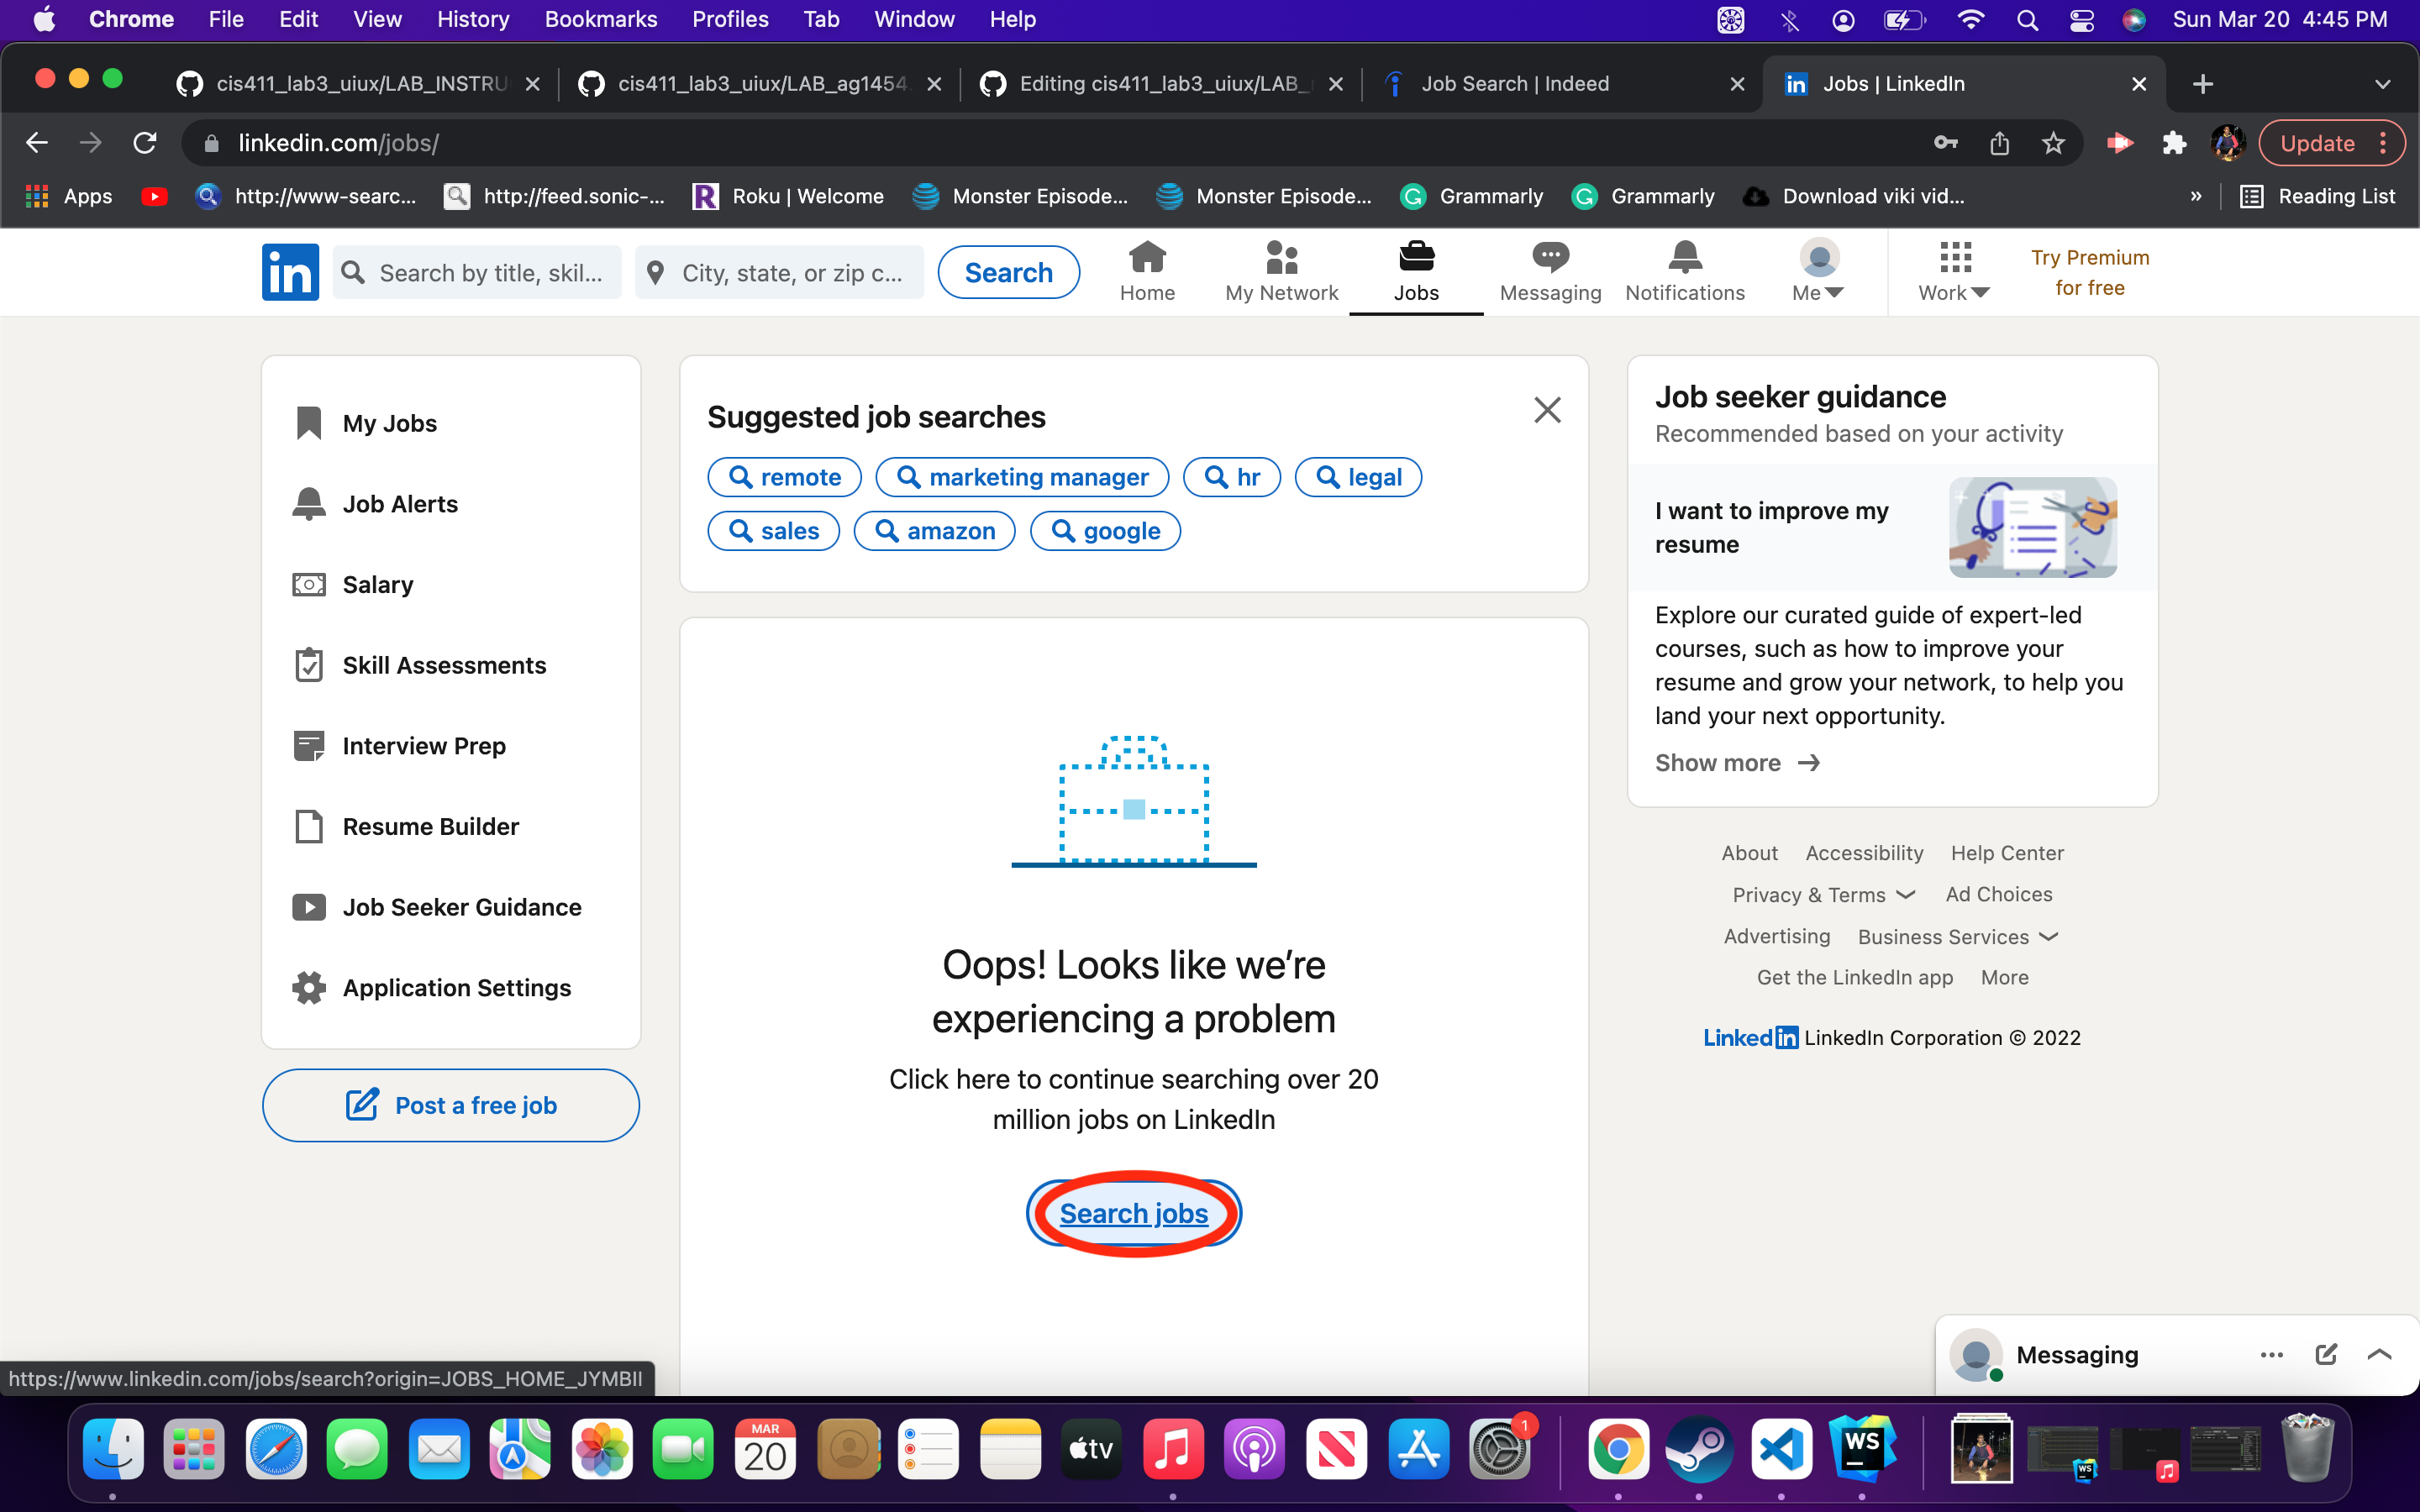 Chrome File Edit View History Bookmarks Profiles Tab Window Help Sun Mar 20 4:45 PM
cis411_lab3_uiux/LAB_INSTRU cis411_lab3_uiux/LAB_ag1454. Editing cis411_lab3_uiux/LAB_ Job Search | Indeed Jobs | LinkedIn
linkedin.com/jobs/ Update
Apps http://www-searc... http://feed.sonic-... Roku | Welcome Monster Episode... Monster Episode... Grammarly Grammarly Download viki vid... » Reading List
in Search by title, skil... City, state, or zip c... Search Home My Network Jobs Messaging Notifications Me Work Try Premium
for free
My Jobs
Job Alerts
Salary
Skill Assessments
Interview Prep
Resume Builder
Job Seeker Guidance
Application Settings
Post a free job
Suggested job searches
remote marketing manager hr legal
sales amazon google
Oops! Looks like we're
experiencing a problem
Click here to continue searching over 20
million jobs on LinkedIn
Search jobs
Job seeker guidance
Recommended based on your activity
I want to improve my
resume
Explore our curated guide of expert-led
courses, such as how to improve your
resume and grow your network, to help you
land your next opportunity.
Show more
About Accessibility Help Center
Privacy & Terms Ad Choices
Advertising Business Services
Get the LinkedIn app More
Linkedin LinkedIn Corporation © 2022
Messaging
https://www.linkedin.com/jobs/search?origin=JOBS_HOME_JYMBII
MAR
20
tv
1
WS
WS